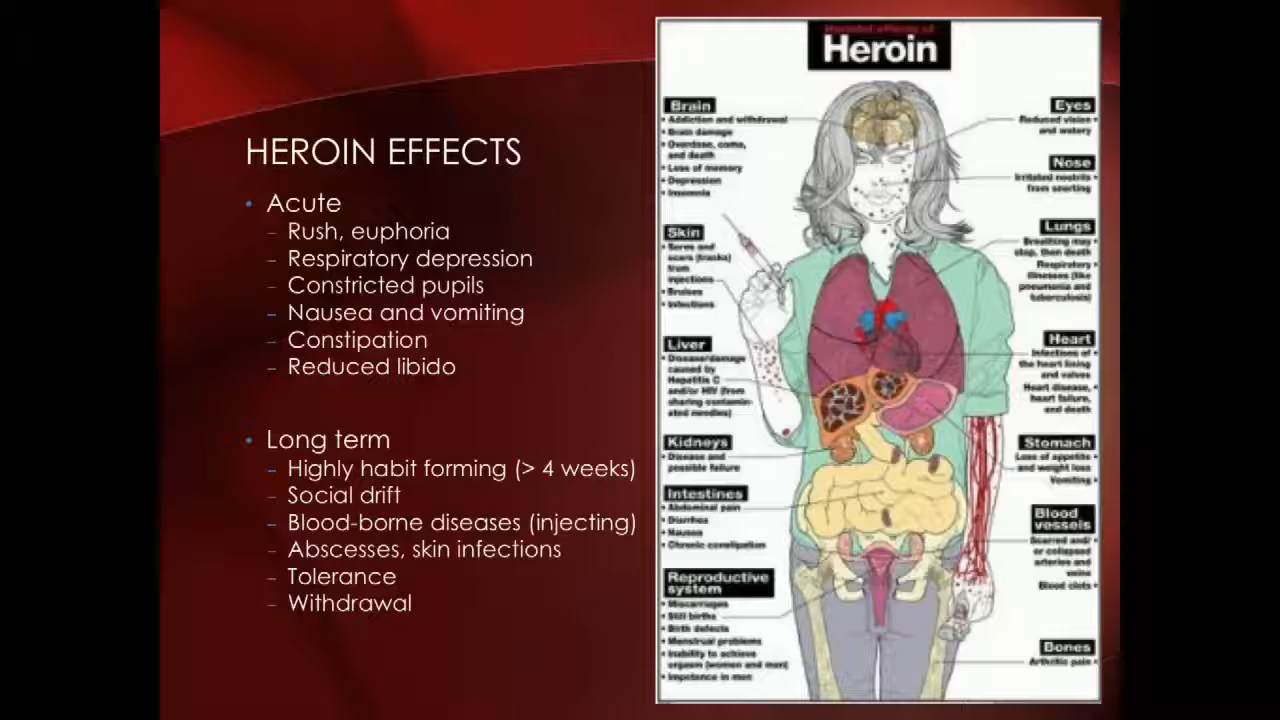 HEROIN EFFECTS
• Acute
– Rush, euphoria
– Respiratory depression
– Constricted pupils
– Nausea and vomiting
– Constipation
– Reduced libido
• Long term
– Highly habit forming (> 4 weeks)
– Social drift
– Blood-borne diseases (injecting)
– Abscesses, skin infections
– Tolerance
– Withdrawal
Harmful effects of
Heroin
Brain
• Addiction and withdrawal
• Brain damage
• Overdose, coma,
and death
• Loss of memory
• Depression
• Insomnia
Skin
• Sores and
scars (tracks)
from
injections
• Bruises
• Infections
Liver
• Disease/damage
caused by
Hepatitis C
and/or HIV (from
sharing contamin-
ated needles)
Kidneys
• Disease and
possible failure
Intestines
• Abdominal pain
• Diarrhea
• Nausea
• Chronic constipation
Reproductive
system
• Miscarriages
• Still births
• Birth defects
• Menstrual problems
• Inability to achieve
orgasm (women and men)
• Impotence in men
Eyes
Reduced vision •
and watery
Nose
Irritated nostrils •
from snorting
Lungs
Breathing may •
stop, then death
Respiratory •
illnesses (like
pneumonia and
tuberculosis)
Heart
Infections of •
the heart lining
and valves
Heart disease, •
heart failure,
and death
Stomach
Loss of appetite •
and weight loss
Vomiting •
Blood
vessels
Scarred and/ •
or collapsed
arteries and
veins
Blood clots •
Bones
Arthritic pain •